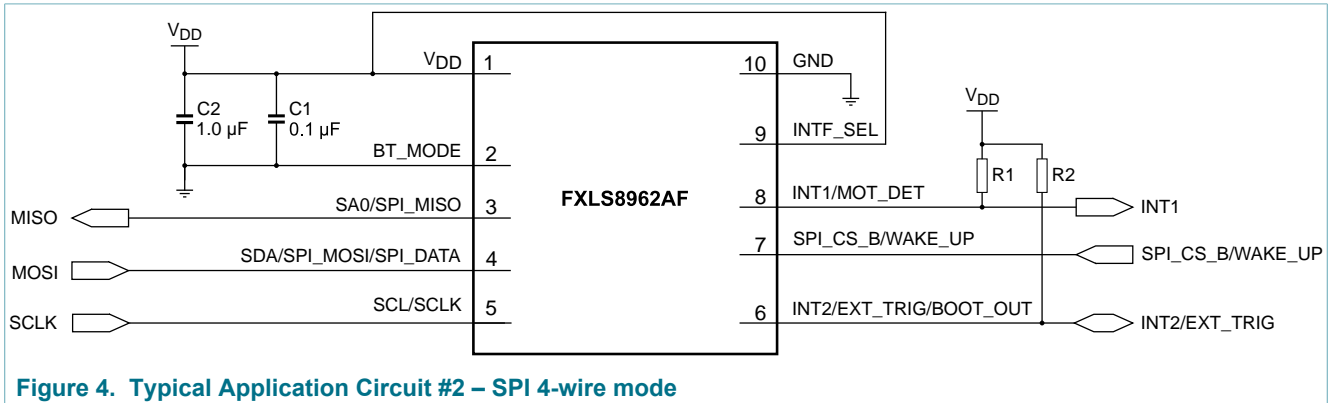 VDD
VDD 1
10 GND
C2
1.0 µF
C1
0.1 µF
VDD
9 INTF_SEL
BT_MODE 2
R1
R2
FXLS8962AF
8 INT1/MOT_DET
INT1
MISO
SA0/SPI_MISO 3
7 SPI_CS_B/WAKE_UP
SPI_CS_B/WAKE_UP
MOSI
SDA/SPI_MOSI/SPI_DATA 4
SCLK
SCL/SCLK 5
6 INT2/EXT_TRIG/BOOT_OUT
INT2/EXT_TRIG
Figure 4. Typical Application Circuit #2 – SPI 4-wire mode